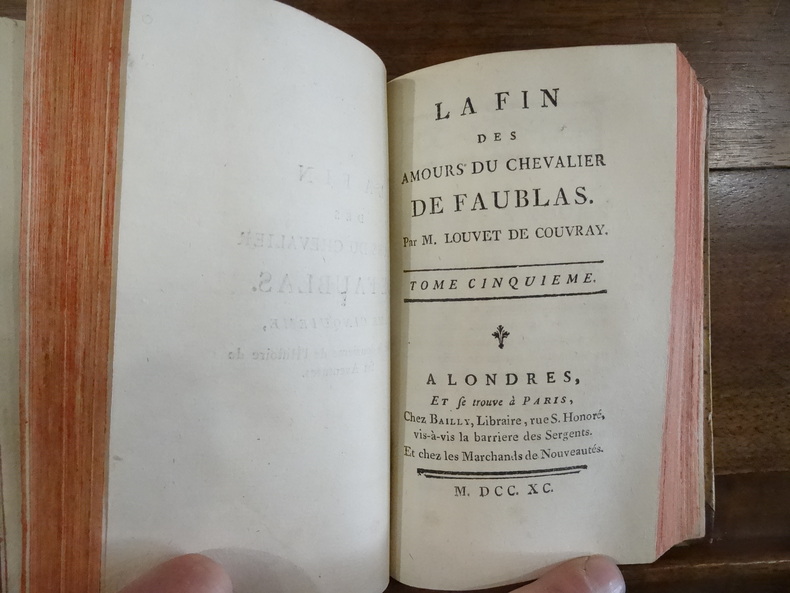 LA FIN
DES
AMOURS DU CHEVALIER
DE FAUBLAS.
Par M. LOUVET DE COUVRAY.
TOME CINQUIEME.
A LONDRES,
ET se trouve à PARIS,
Chez BAILLY, Libraire, rue S. Honoré,
vis-à-vis la barriere des Sergents.
Et chez les Marchands de Nouveautés.
M. DCC. XC.